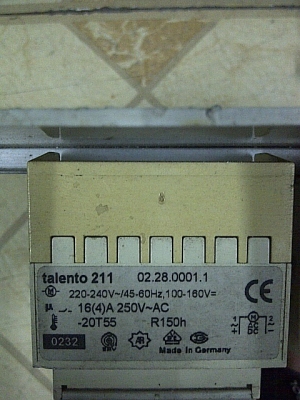 talento 211 02.28.0001.1
220-240V~/45-60Hz,100-160V=
16(4)A 250V~AC
-20T55 R150h
0232
Made in Germany